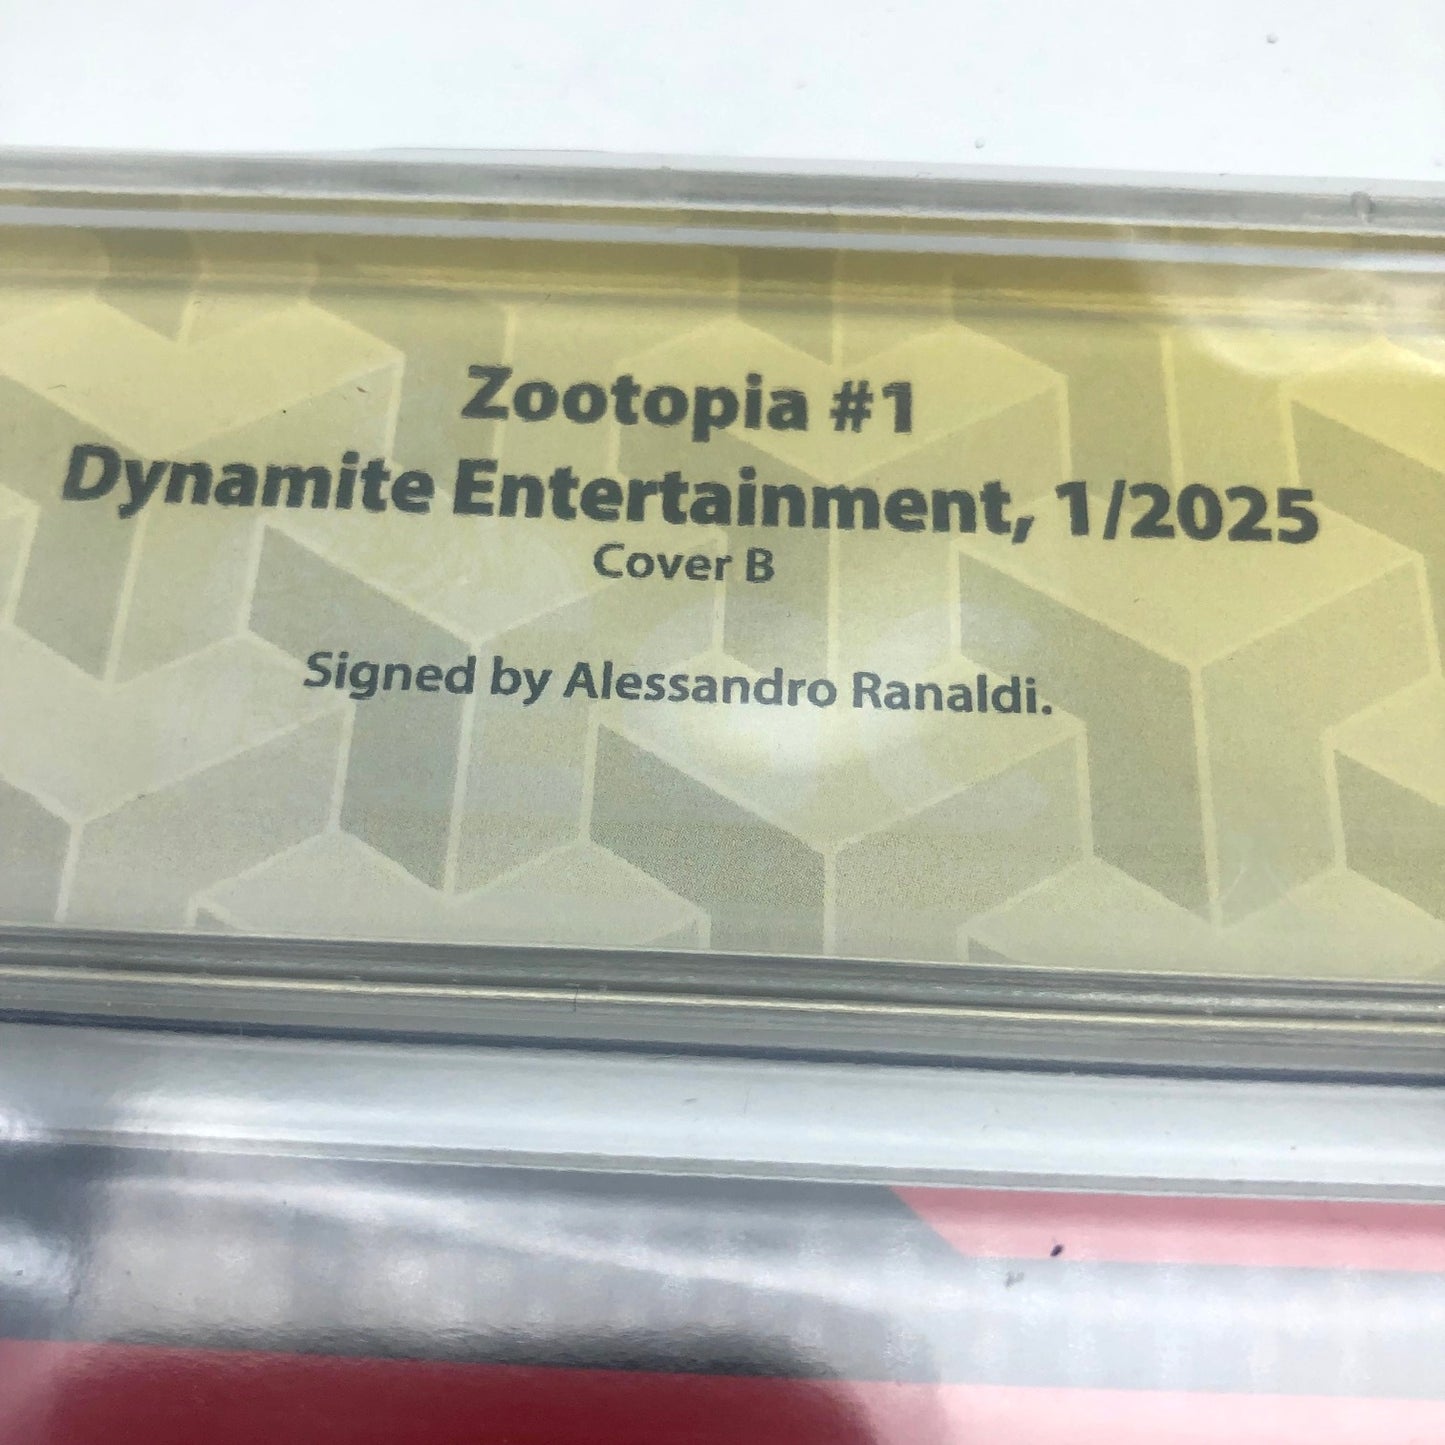 Zootopia #1
Dynamite Entertainment, 1/2025
Cover B
Signed by Alessandro Ranaldi.